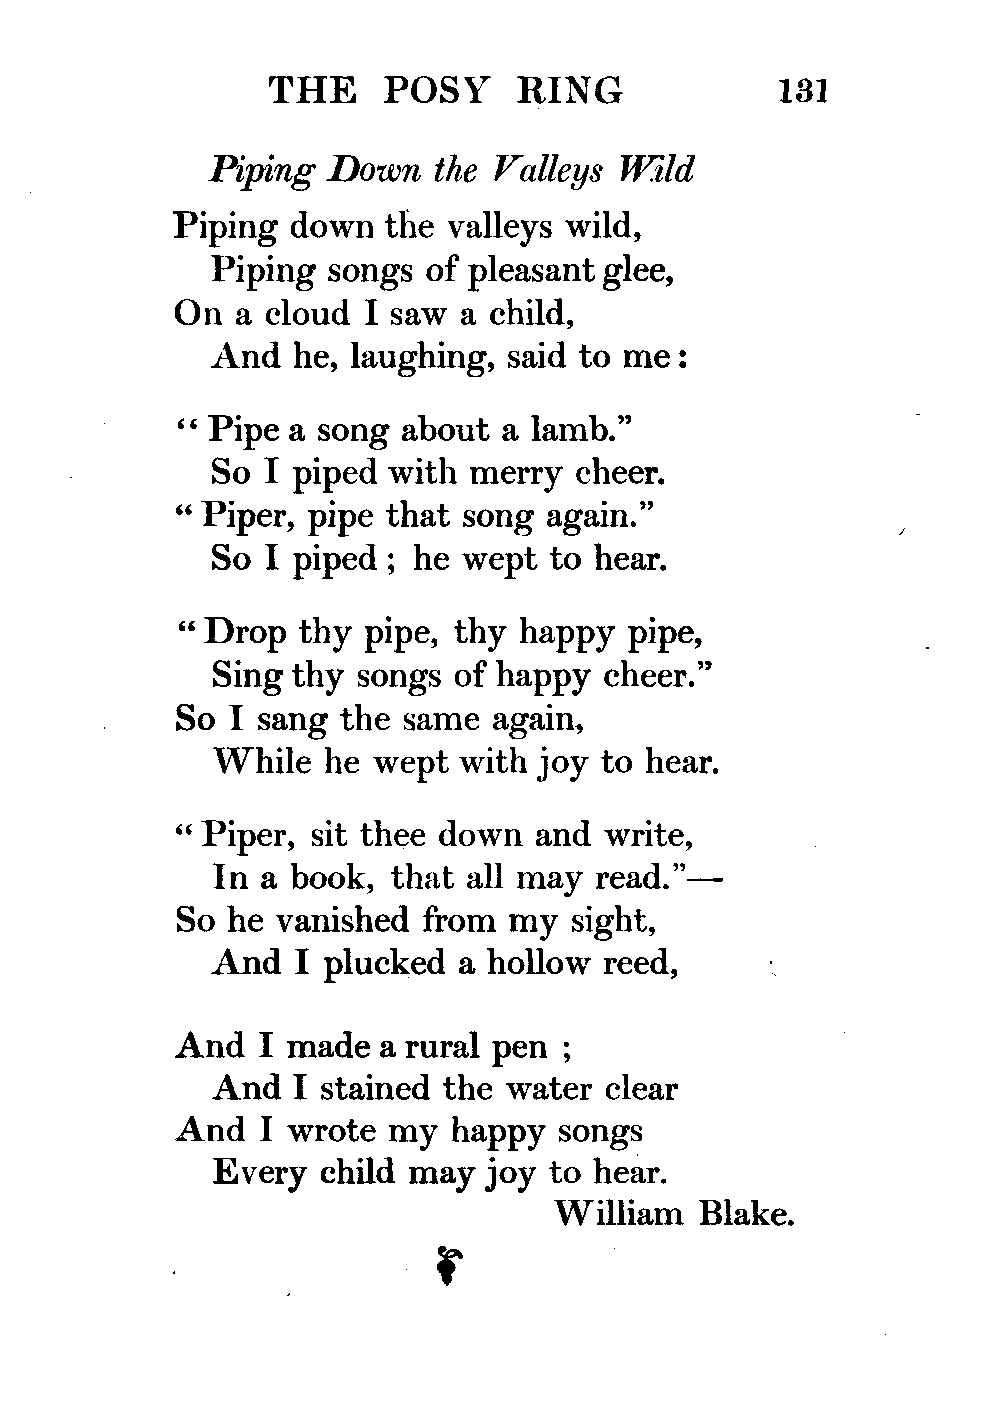 THE POSY RING 131
Piping Down the Valleys Wild
Piping down the valleys wild,
Piping songs of pleasant glee,
On a cloud I saw a child,
And he, laughing, said to me:
“Pipe a song about a lamb.”
So I piped with merry cheer.
“Piper, pipe that song again.”
So I piped; he wept to hear.
“Drop thy pipe, thy happy pipe,
Sing thy songs of happy cheer.”
So I sang the same again,
While he wept with joy to hear.
“Piper, sit thee down and write,
In a book, that all may read.”—
So he vanished from my sight,
And I plucked a hollow reed,
And I made a rural pen;
And I stained the water clear
And I wrote my happy songs
Every child may joy to hear.
William Blake.